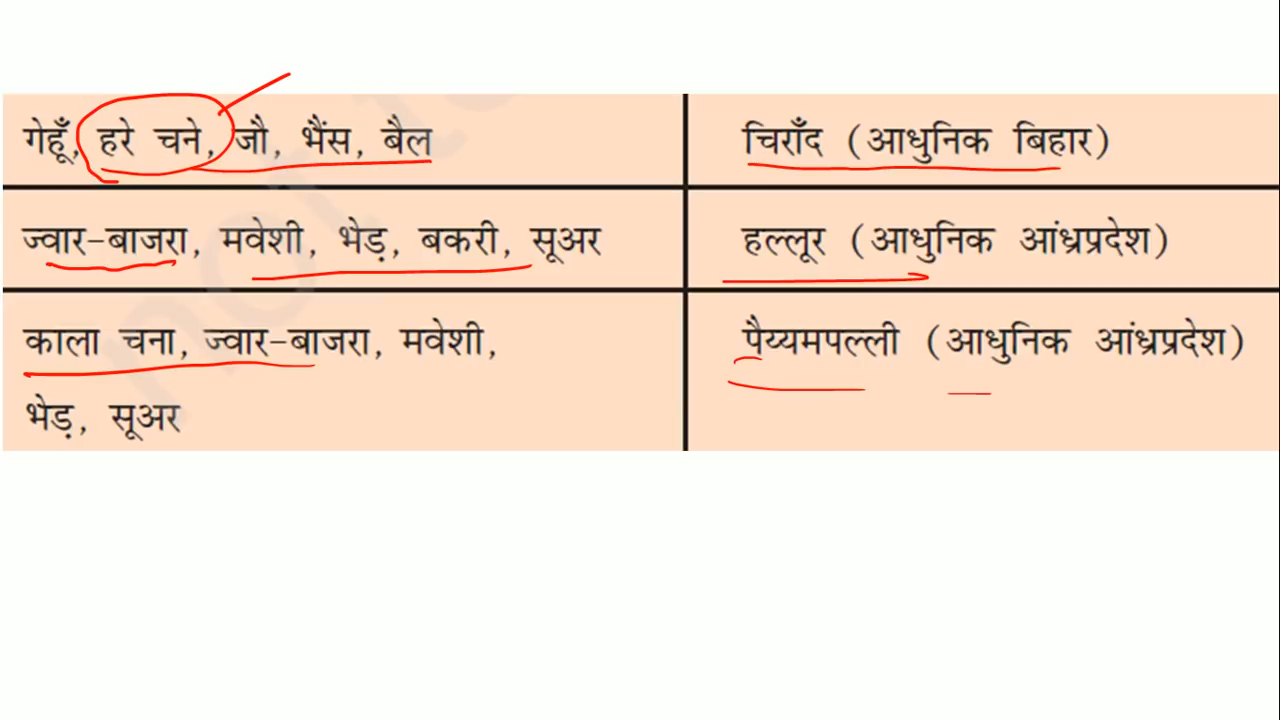 गेहूँ, हरे चने, जौ, भैंस, बैल
चिराँद (आधुनिक बिहार)
ज्वार-बाजरा, मवेशी, भेड़, बकरी, सूअर
हल्लूर (आधुनिक आंध्रप्रदेश)
काला चना, ज्वार-बाजरा, मवेशी,
भेड़, सूअर
पैय्यमपल्ली (आधुनिक आंध्रप्रदेश)